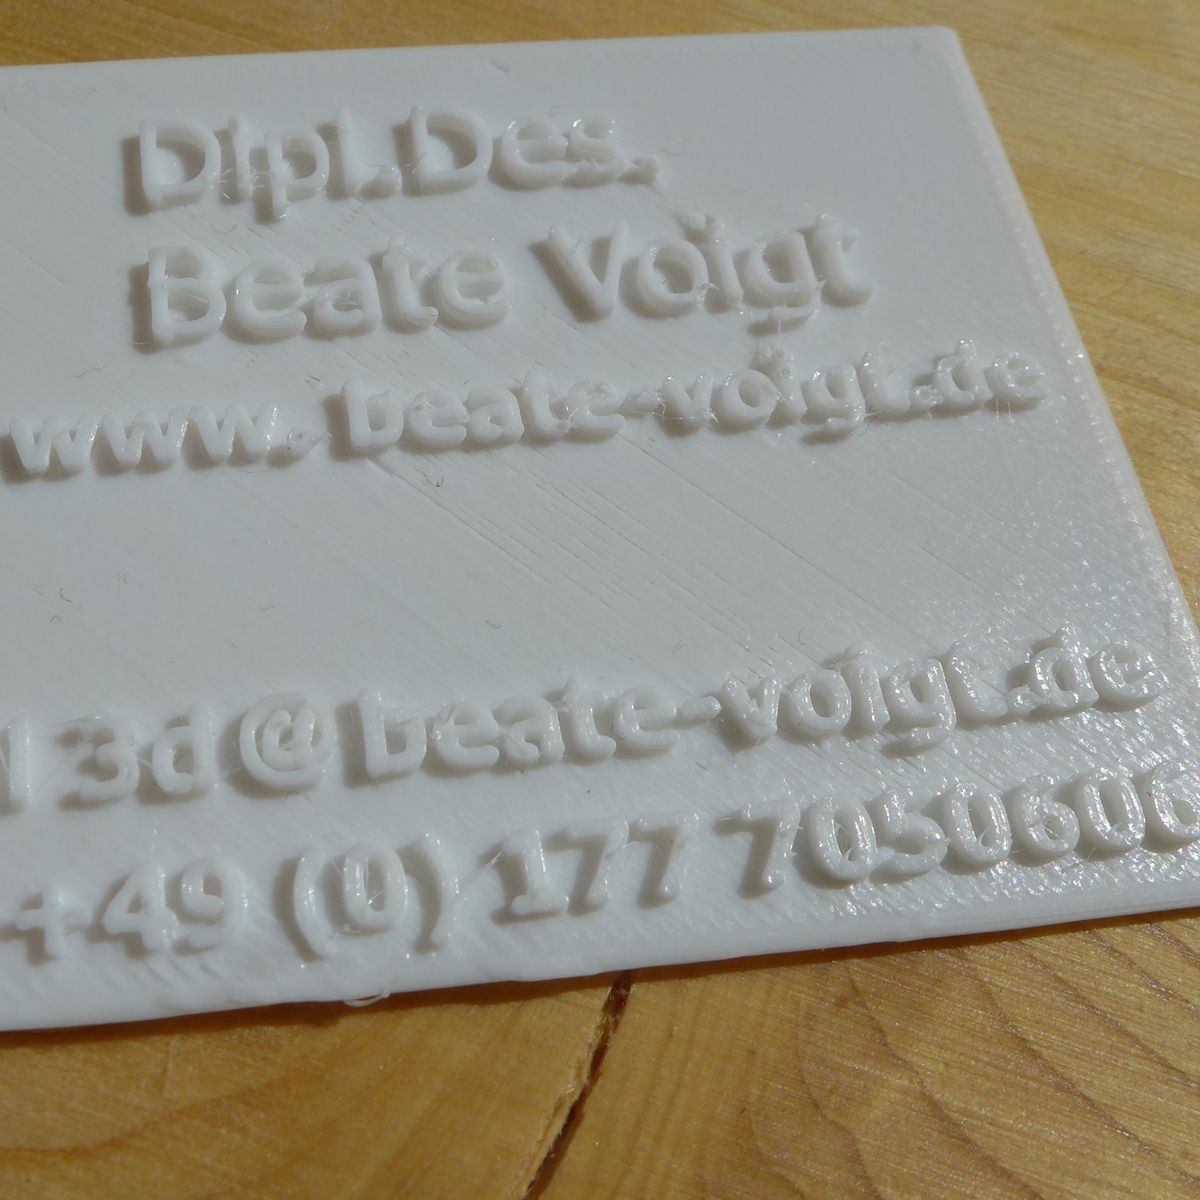 Dipl.Des.
Beate Voigt
www.beate-voigt.de
3d@beate-voigt.de
+49 (0) 177 7050606